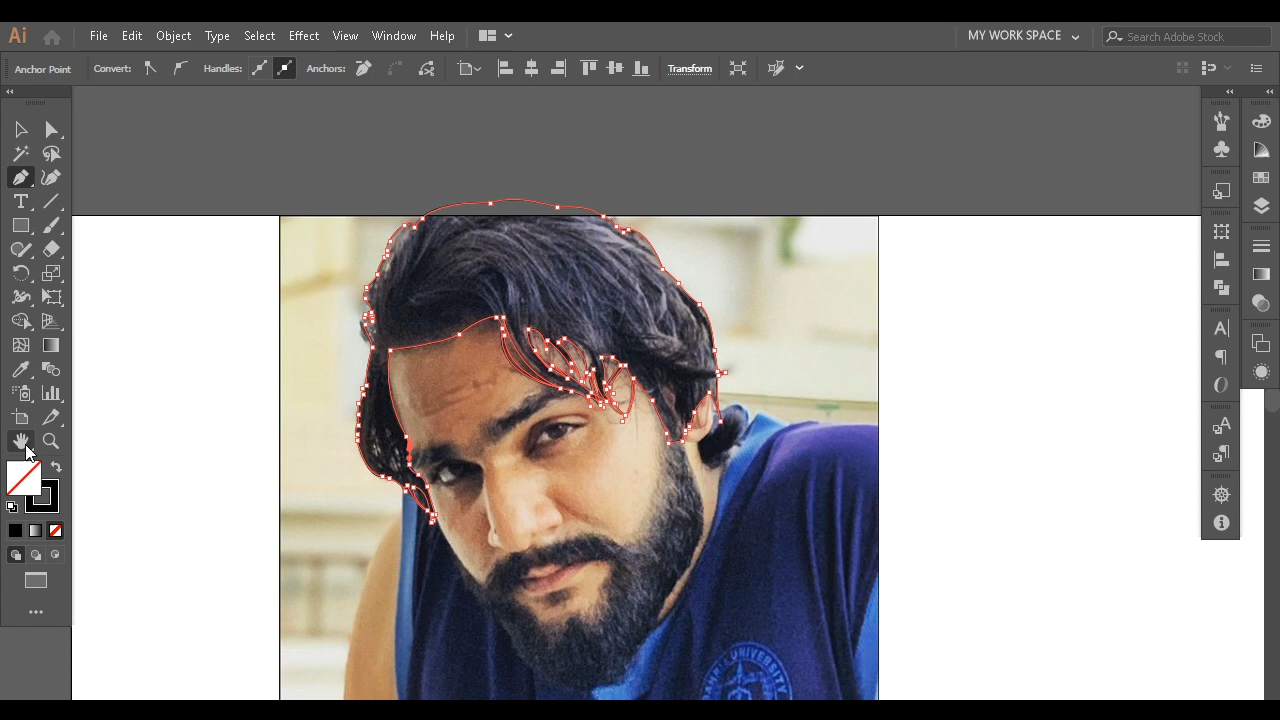 Ai File Edit Object Type Select Effect View Window Help MY WORK SPACE Search Adobe Stock
Anchor Point Convert: Handles: Anchors: Transform
UNIVERSITY